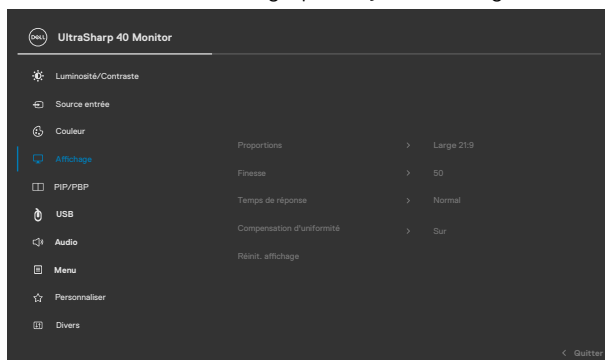 DELL
UltraSharp 40 Monitor
Luminosité/Contraste
Source entrée
Couleur
Affichage
PIP/PBP
USB
Audio
Menu
Personnaliser
Divers
Proportions > Large 21:9
Finesse > 50
Temps de réponse > Normal
Compensation d'uniformité > Sur
Réinit. affichage
< Quitter